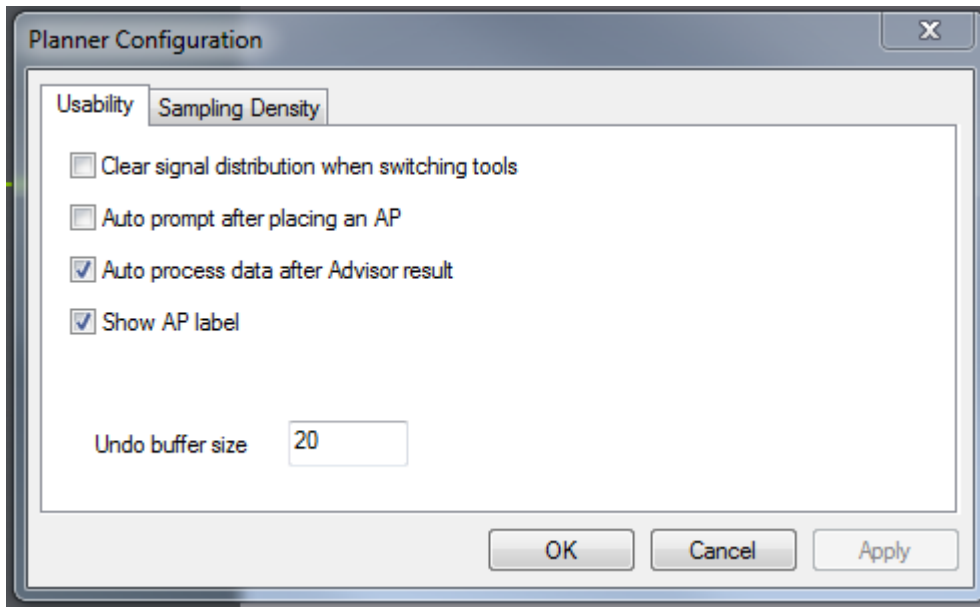 Planner Configuration
Usability
Sampling Density
Clear signal distribution when switching tools
Auto prompt after placing an AP
Auto process data after Advisor result
Show AP label
Undo buffer size 20
OK Cancel Apply